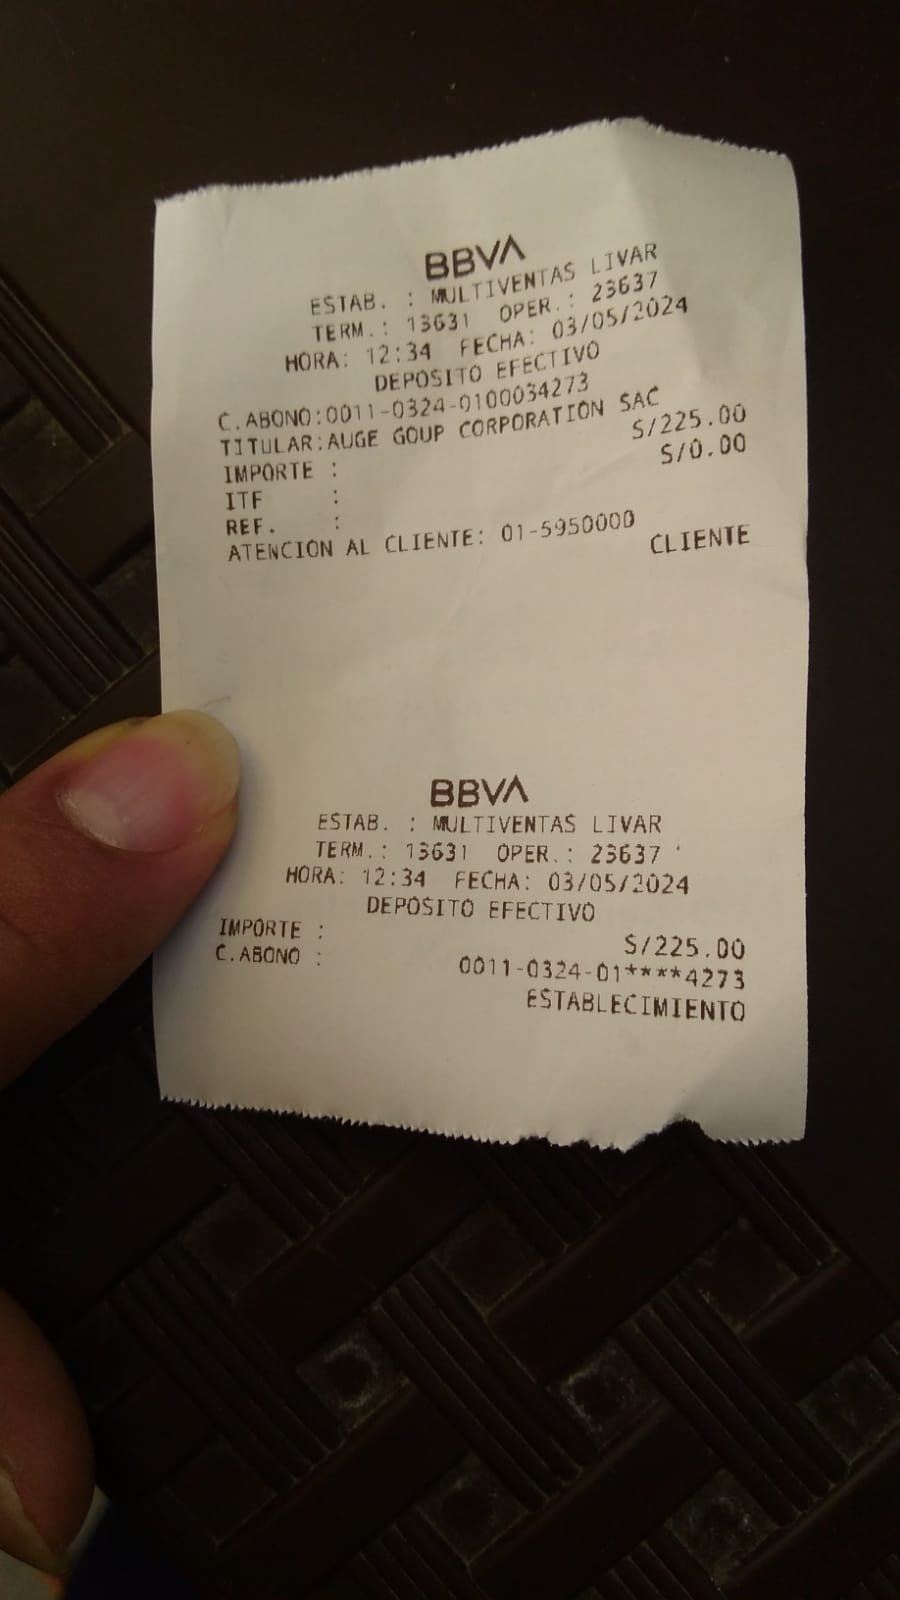 BBVA
ESTAB. : MULTIVENTAS LIVAR
TERM.: 13631 OPER.: 23637
HORA: 12:34 FECHA: 03/05/2024
DEPOSITO EFECTIVO
C.ABONO:0011-0324-0100034273
TITULAR:AUGE GOUP CORPORATION SAC
IMPORTE : S/225.00
ITF : S/0.00
REF. :
ATENCION AL CLIENTE: 01-5950000
CLIENTE
BBVA
ESTAB. : MULTIVENTAS LIVAR
TERM.: 13631 OPER.: 23637
HORA: 12:34 FECHA: 03/05/2024
DEPOSITO EFECTIVO
IMPORTE : S/225.00
C.ABONO : 0011-0324-01****4273
ESTABLECIMIENTO